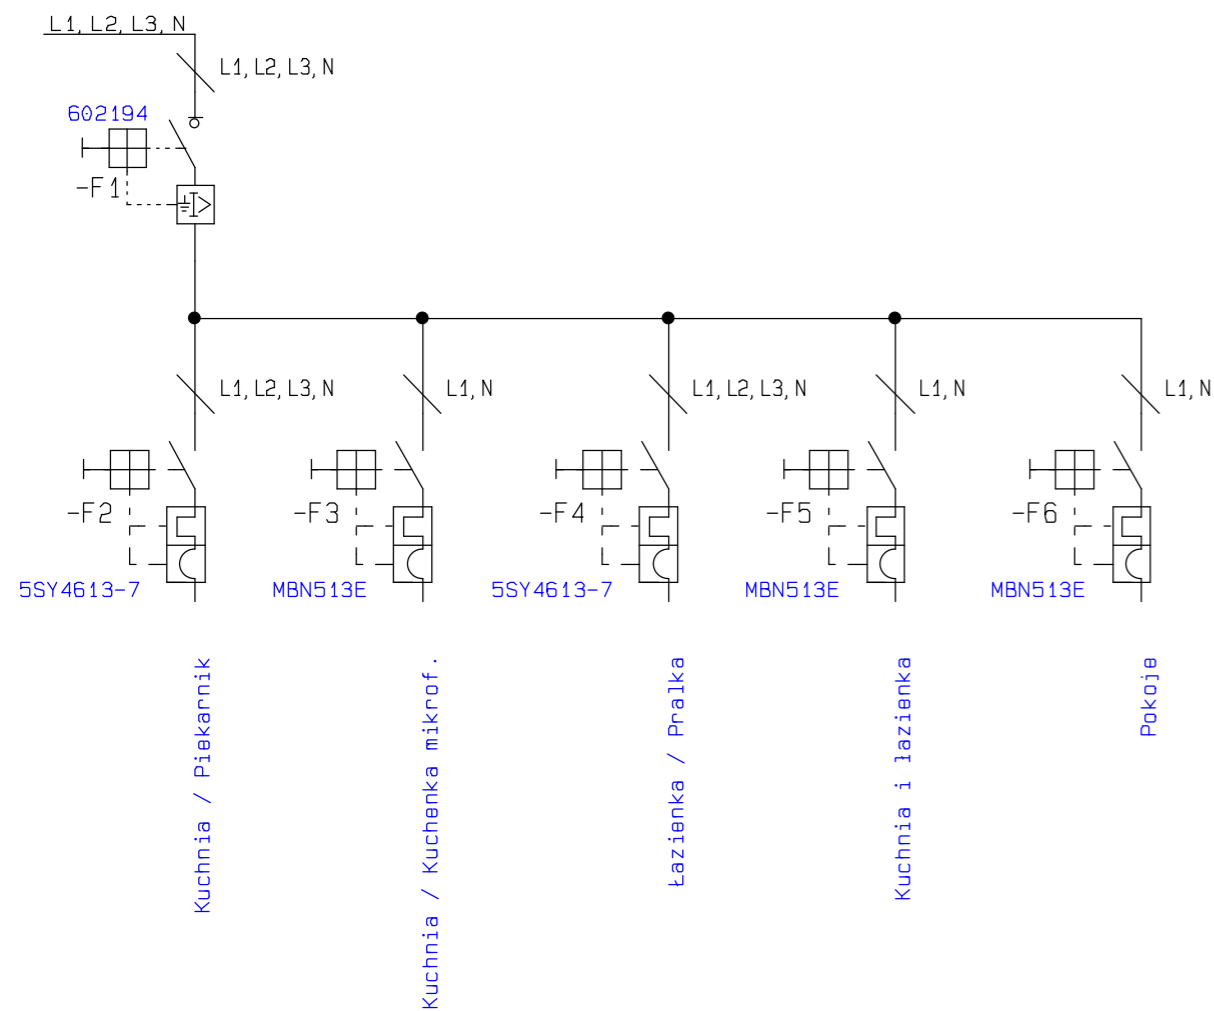 L1, L2, L3, N
L1, L2, L3, N
602194
-F1
L1, L2, L3, N
L1, N
L1, L2, L3, N
L1, N
L1, N
-F2
-F3
-F4
-F5
-F6
5SY4613-7
MBN513E
5SY4613-7
MBN513E
MBN513E
Kuchnia / Piekarnik
Kuchnia / Kuchenka mikrof.
Łazienka / Pralka
Kuchnia i lazienka
Pokoje